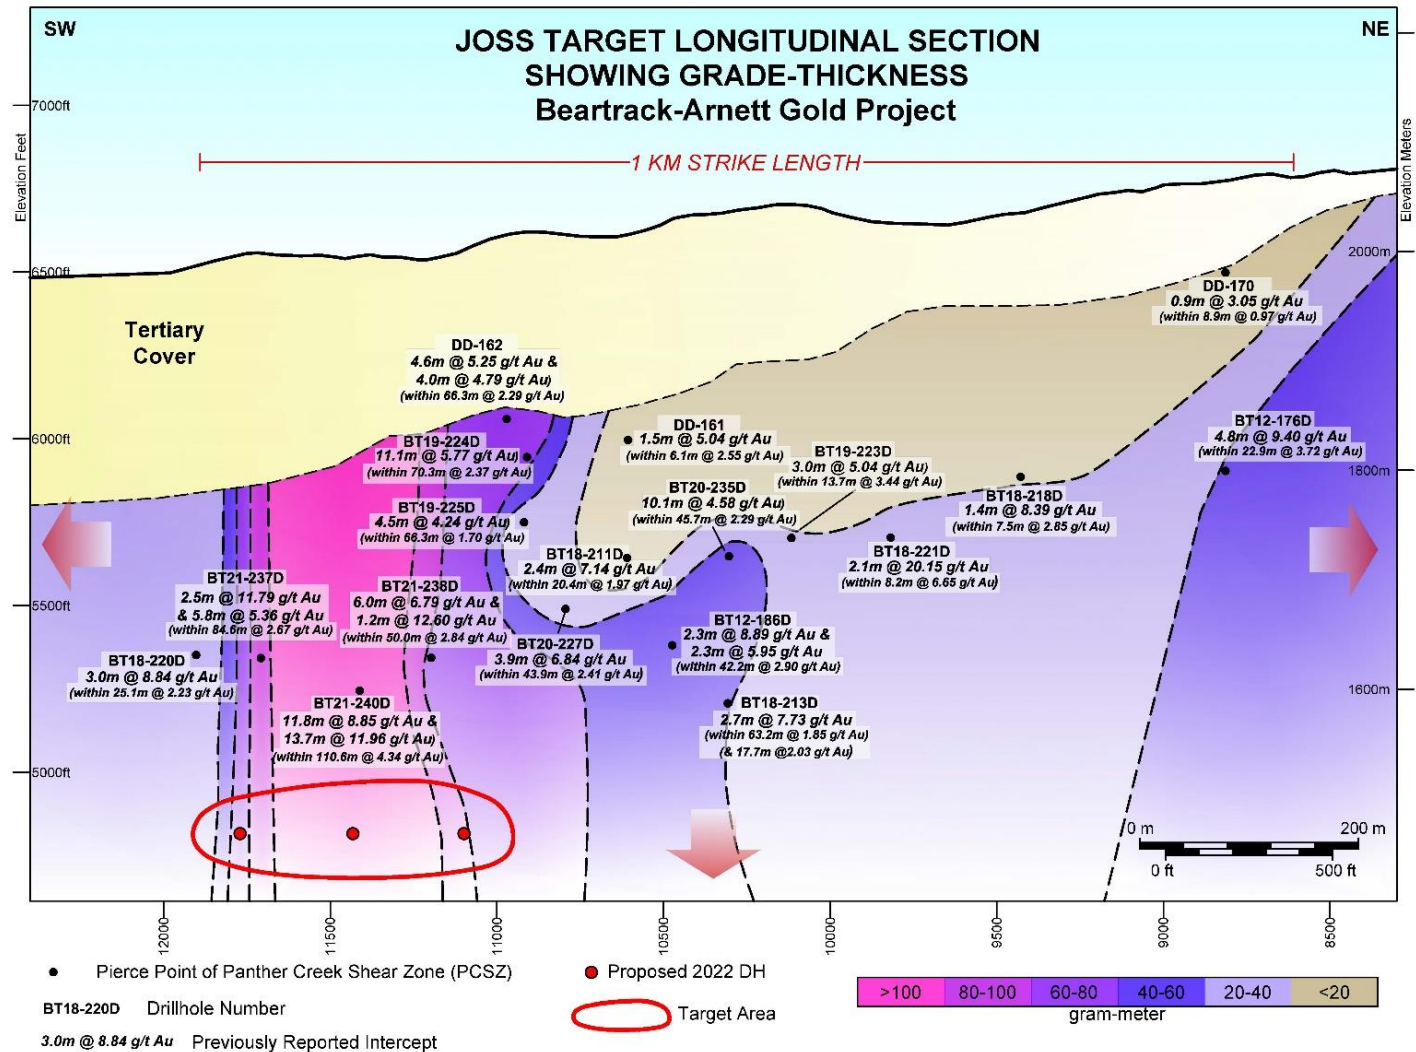 SW
NE
JOSS TARGET LONGITUDINAL SECTION
SHOWING GRADE-THICKNESS
Beartrack-Arnett Gold Project
7000ft
Elevation Feet
Elevation Meters
1 KM STRIKE LENGTH
6500ft
2000m
DD-170
0.9m @ 3.05 g/t Au
(within 8.9m @ 0.97 g/t Au)
Tertiary
Cover
DD-162
4.6m @ 5.25 g/t Au &
4.0m @ 4.79 g/t Au)
(within 66.3m @ 2.29 g/t Au)
6000ft
DD-161
1.5m @ 5.04 g/t Au
(within 6.1m @ 2.55 g/t Au)
BT19-224D
11.1m @ 5.77 g/t Au)
(within 70.3m @ 2.37 g/t Au)
BT19-223D
3.0m @ 5.04 g/t Au)
(within 13.7m @ 3.44 g/t Au)
BT12-176D
4.8m @ 9.40 g/t Au
(within 22.9m @ 3.72 g/t Au)
1800m
BT20-235D
10.1m @ 4.58 g/t Au)
(within 45.7m @ 2.29 g/t Au)
BT18-218D
1.4m @ 8.39 g/t Au)
(within 7.5m @ 2.85 g/t Au)
BT19-225D
4.5m @ 4.24 g/t Au)
(within 66.3m @ 1.70 g/t Au)
BT18-211D
2.4m @ 7.14 g/t Au
(within 20.4m @ 1.97 g/t Au)
BT18-221D
2.1m @ 20.15 g/t Au
(within 8.2m @ 6.65 g/t Au)
BT21-237D
2.5m @ 11.79 g/t Au
& 5.8m @ 5.36 g/t Au)
(within 84.6m @ 2.67 g/t Au)
BT21-238D
6.0m @ 6.79 g/t Au &
1.2m @ 12.60 g/t Au)
(within 50.0m @ 2.84 g/t Au)
5500ft
BT12-186D
2.3m @ 8.89 g/t Au &
2.3m @ 5.95 g/t Au
(within 42.2m @ 2.90 g/t Au)
BT20-227D
3.9m @ 6.84 g/t Au
(within 43.9m @ 2.41 g/t Au)
BT18-220D
3.0m @ 8.84 g/t Au
(within 25.1m @ 2.23 g/t Au)
1600m
BT21-240D
11.8m @ 8.85 g/t Au &
13.7m @ 11.96 g/t Au)
(within 110.6m @ 4.34 g/t Au)
BT18-213D
2.7m @ 7.73 g/t Au
(within 63.2m @ 1.85 g/t Au)
(& 17.7m @2.03 g/t Au)
5000ft
0 m 200 m
0 ft 500 ft
12000 11500 11000 10500 10000 9500 9000 8500
Pierce Point of Panther Creek Shear Zone (PCSZ)
Proposed 2022 DH
BT18-220D Drillhole Number
Target Area
3.0m @ 8.84 g/t Au Previously Reported Intercept
>100 80-100 60-80 40-60 20-40 <20
gram-meter